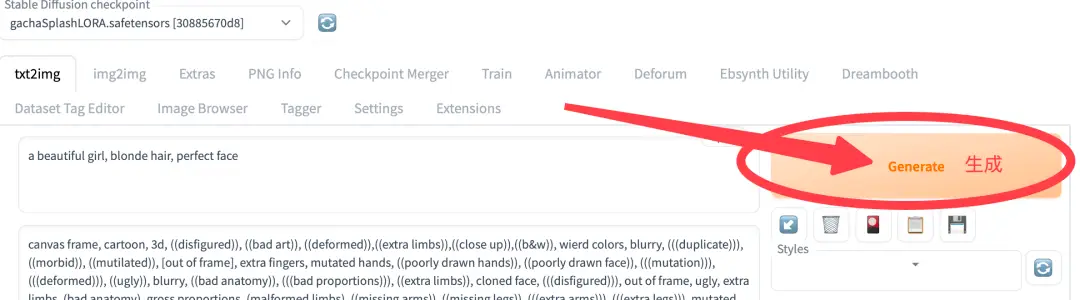 Stable Diffusion checkpoint
gachaSplashLORA.safetensors [30885670d8]
txt2img img2img Extras PNG Info Checkpoint Merger Train Animator Deforum Ebsynth Utility Dreambooth
Dataset Tag Editor Image Browser Tagger Settings Extensions
a beautiful girl, blonde hair, perfect face
Generate 生成
canvas frame, cartoon, 3d, ((disfigured)), ((bad art)), ((deformed)),((extra limbs)),((close up)),((b&w)), wierd colors, blurry, (((duplicate))),
((morbid)), ((mutilated)), [out of frame], extra fingers, mutated hands, ((poorly drawn hands)), ((poorly drawn face)), (((mutation))),
(((deformed))), ((ugly)), blurry, ((bad anatomy)), (((bad proportions))), ((extra limbs)), cloned face, (((disfigured))), out of frame, ugly, extra
limbs, (bad anatomy), gross proportions, (malformed limbs), ((missing arms)), ((missing legs)), (((extra arms))), (((extra legs))), mutated
Styles